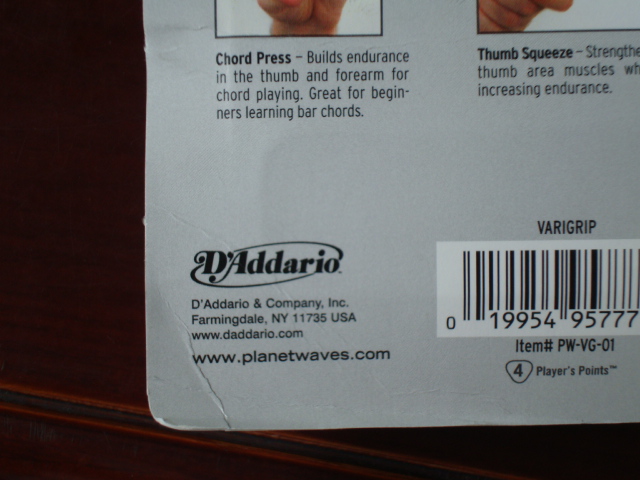 Chord Press – Builds endurance
in the thumb and forearm for
chord playing. Great for begin-
ners learning bar chords.
Thumb Squeeze – Strengthe
thumb area muscles wh
increasing endurance.
VARIGRIP
D'Addario
D'Addario & Company, Inc.
Farmingdale, NY 11735 USA
www.daddario.com
www.planetwaves.com
0 19954 95777
Item# PW-VG-01
4 Player's Points™